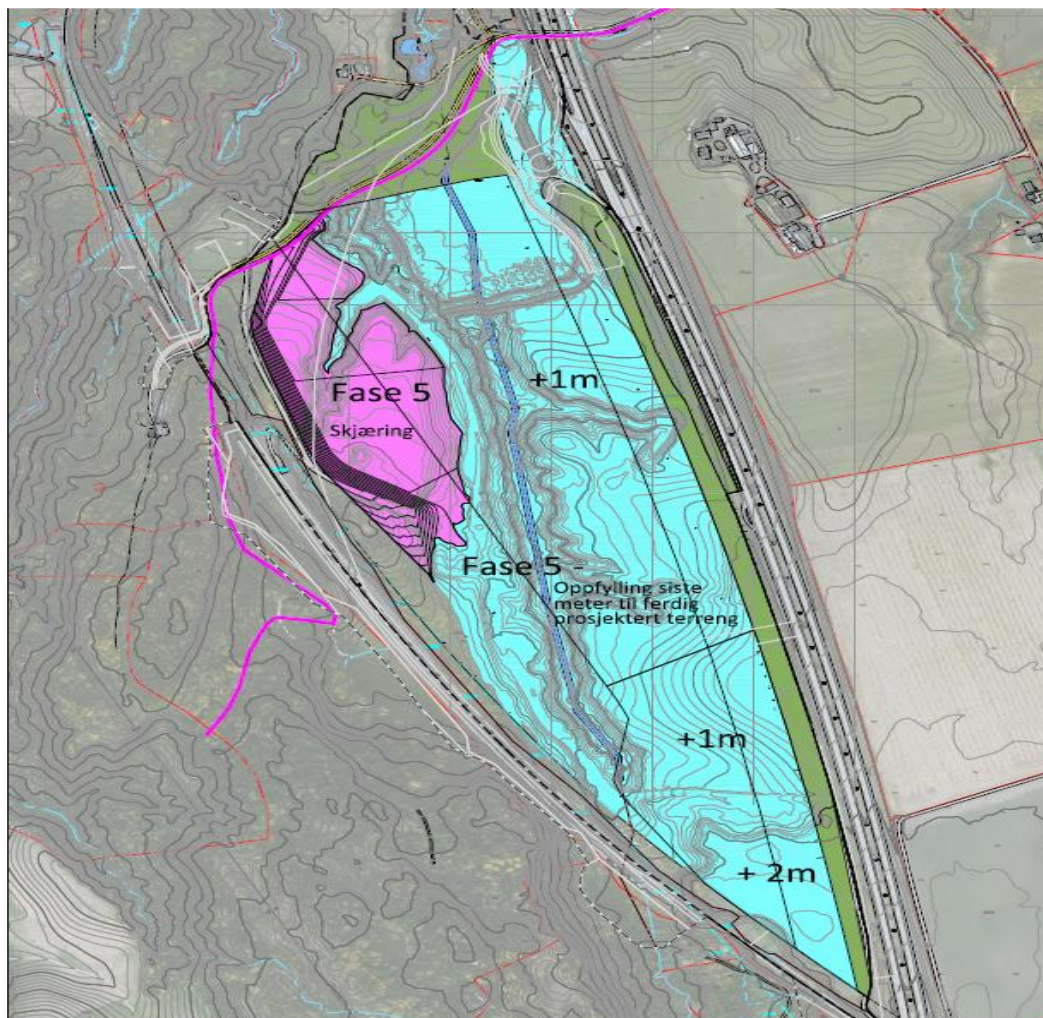 +1m
Fase 5
Skjæring
Fase 5 -
Oppfylling siste
meter til ferdig
prosjektert terreng
+1m
+ 2m